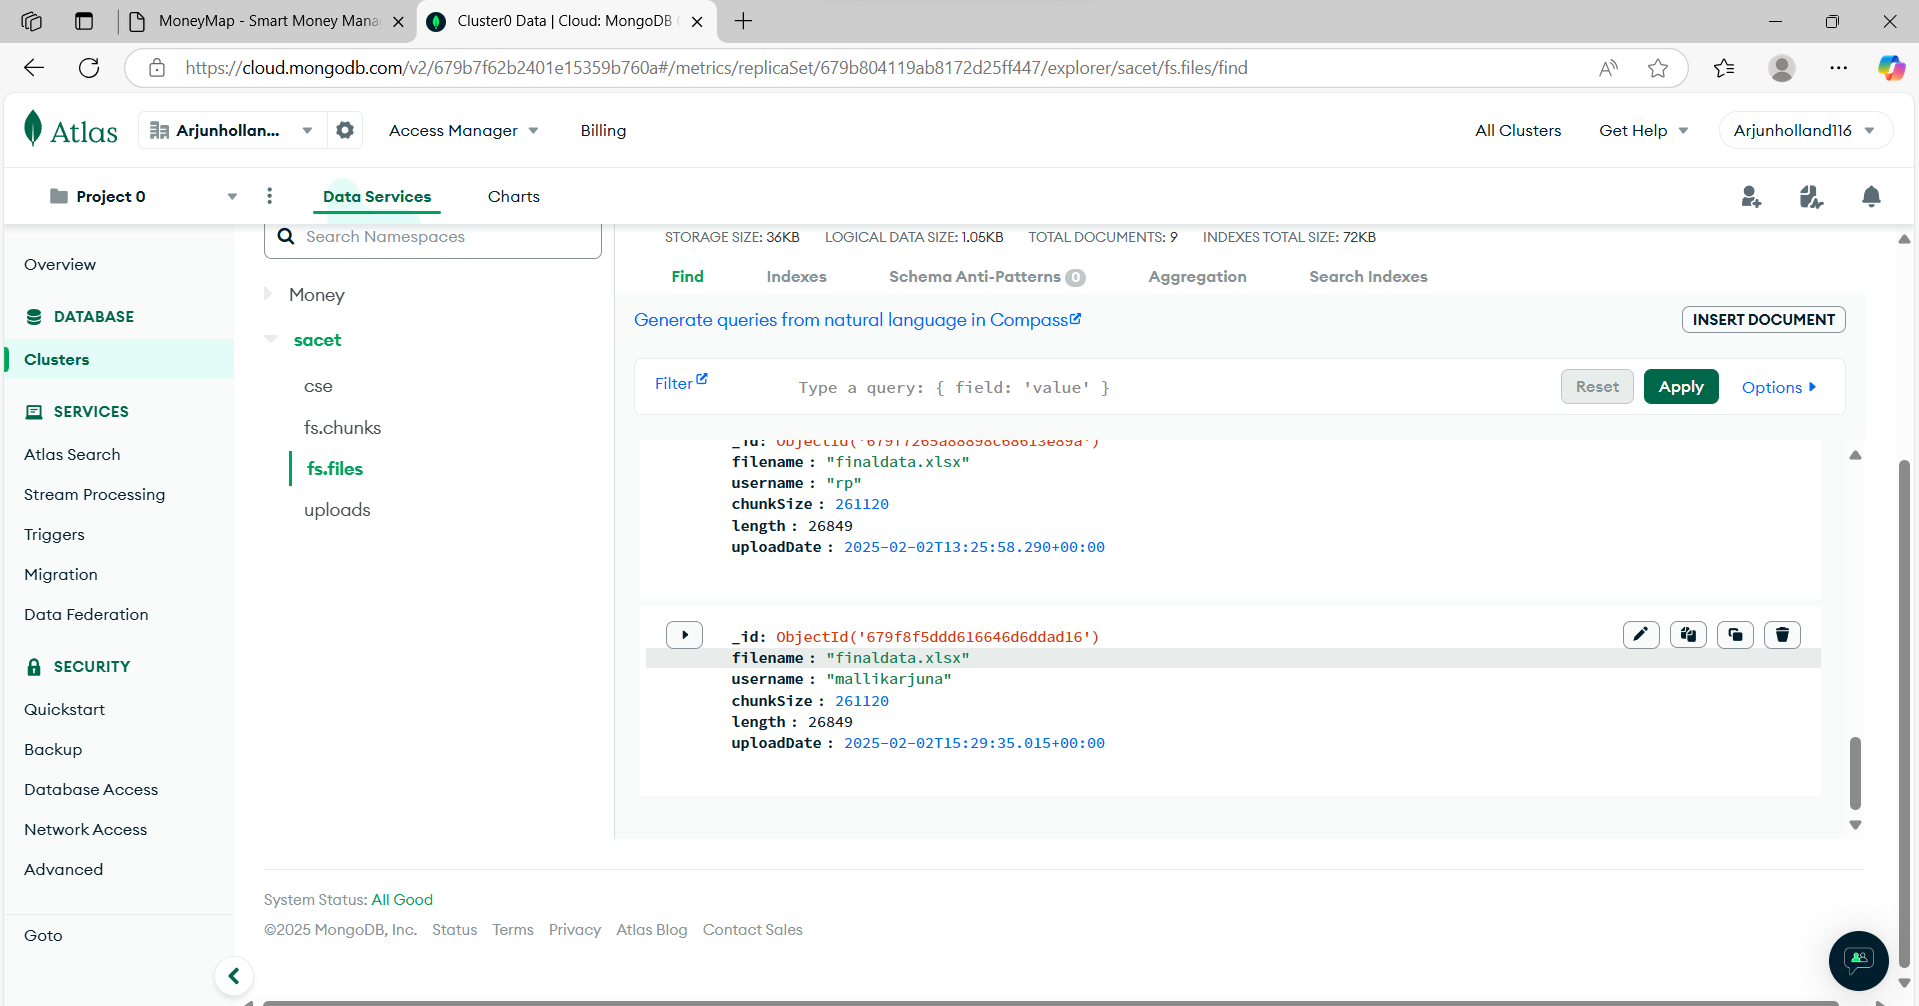 MoneyMap - Smart Money Mana
Cluster0 Data | Cloud: MongoDB C
https://cloud.mongodb.com/v2/679b7f62b2401e15359b760a#/metrics/replicaSet/679b804119ab8172d25ff447/explorer/sacet/fs.files/find
Atlas
Arjunhollan...
Access Manager
Billing
All Clusters
Get Help
Arjunholland116
Project 0
Data Services
Charts
Overview
DATABASE
Clusters
SERVICES
Atlas Search
Stream Processing
Triggers
Migration
Data Federation
SECURITY
Quickstart
Backup
Database Access
Network Access
Advanced
Goto
Search Namespaces
Money
sacet
cse
fs.chunks
fs.files
uploads
STORAGE SIZE: 36KB LOGICAL DATA SIZE: 1.05KB TOTAL DOCUMENTS: 9 INDEXES TOTAL SIZE: 72KB
Find Indexes Schema Anti-Patterns 0 Aggregation Search Indexes
Generate queries from natural language in Compass
INSERT DOCUMENT
Filter
Type a query: { field: 'value' }
Reset
Apply
Options
_id: ObjectId('679f7265a88898c68613e89a')
filename : "finaldata.xlsx"
username : "rp"
chunkSize : 261120
length : 26849
uploadDate : 2025-02-02T13:25:58.290+00:00
_id: ObjectId('679f8f5ddd616646d6ddad16')
filename : "finaldata.xlsx"
username : "mallikarjuna"
chunkSize : 261120
length : 26849
uploadDate : 2025-02-02T15:29:35.015+00:00
System Status: All Good
©2025 MongoDB, Inc. Status Terms Privacy Atlas Blog Contact Sales